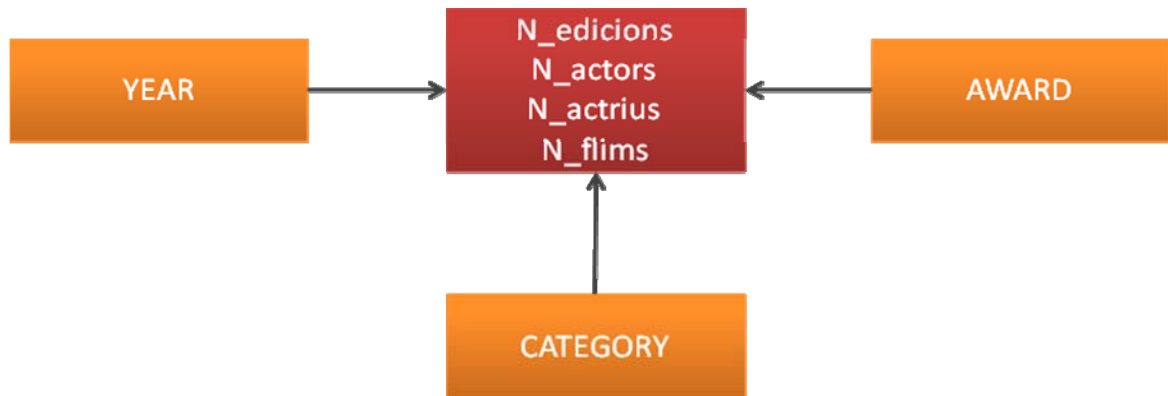 YEAR
N_edicions
N_actors
N_actrius
N_flims
AWARD
CATEGORY